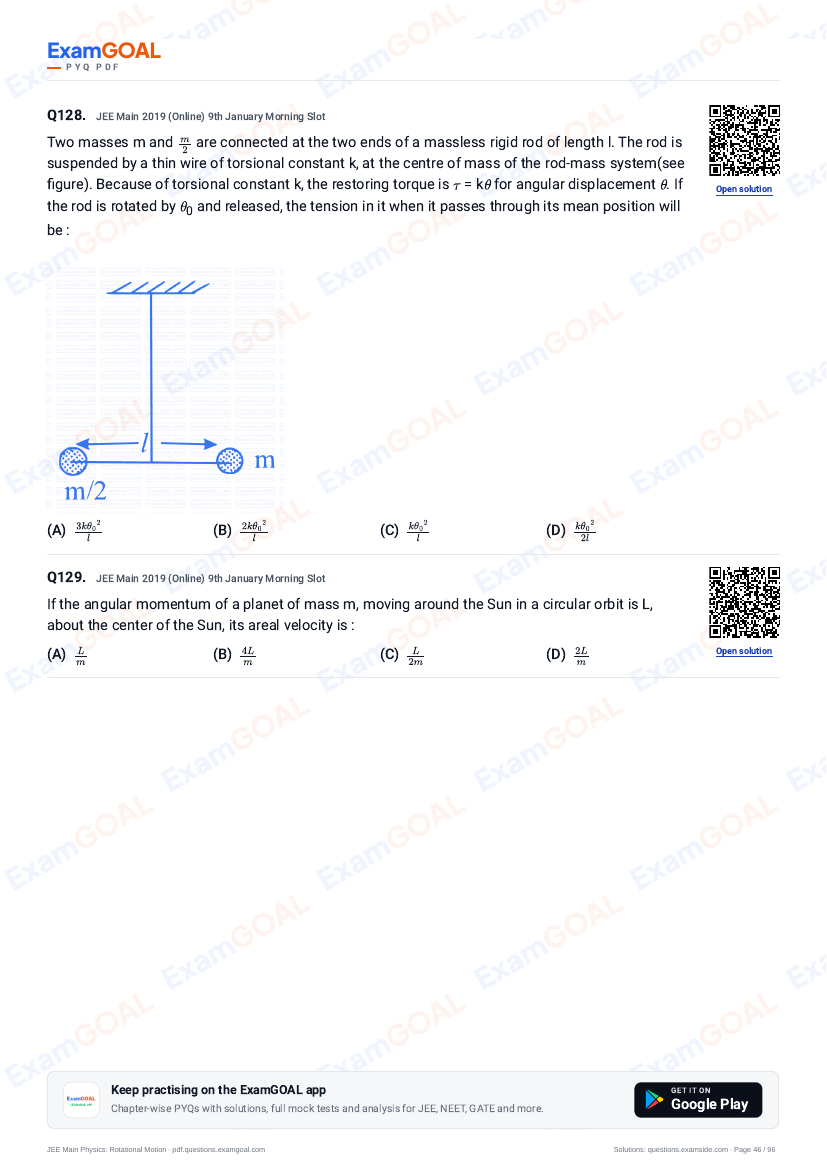 ExamGOAL
PYQ PDF
Q128. JEE Main 2019 (Online) 9th January Morning Slot
Two masses m and m/2 are connected at the two ends of a massless rigid rod of length l. The rod is
suspended by a thin wire of torsional constant k, at the centre of mass of the rod-mass system(see
figure). Because of torsional constant k, the restoring torque is τ = kθ for angular displacement θ. If
the rod is rotated by θ₀ and released, the tension in it when it passes through its mean position will
be :
Open solution
l
m
m/2
(A) 3kθ₀²/l (B) 2kθ₀²/l (C) kθ₀²/l (D) kθ₀²/2l
Q129. JEE Main 2019 (Online) 9th January Morning Slot
If the angular momentum of a planet of mass m, moving around the Sun in a circular orbit is L,
about the center of the Sun, its areal velocity is :
Open solution
(A) L/m (B) 4L/m (C) L/2m (D) 2L/m
ExamGOAL
Keep practising on the ExamGOAL app
Chapter-wise PYQs with solutions, full mock tests and analysis for JEE, NEET, GATE and more.
GET IT ON
Google Play
JEE Main Physics: Rotational Motion · pdf.questions.examgoal.com
Solutions: questions.examside.com · Page 46 / 96